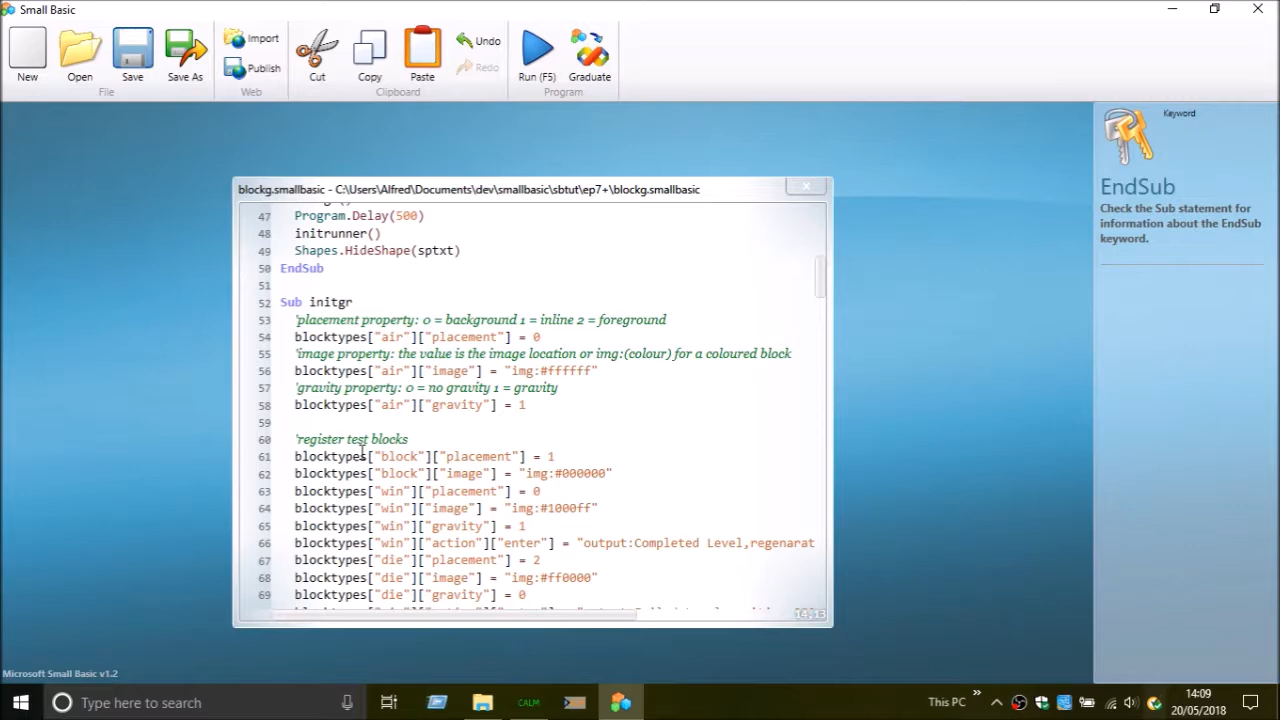 Small Basic
New
Open
Save
Save As
File
Import
Publish
Web
Cut
Copy
Paste
Undo
Redo
Clipboard
Run (F5)
Graduate
Program
Keyword
EndSub
Check the Sub statement for
information about the EndSub
keyword.
blockg.smallbasic - C:\Users\Alfred\Documents\dev\smallbasic\sbtut\ep7+\blockg.smallbasic
47 Program.Delay(500)
48 initrunner()
49 Shapes.HideShape(sptxt)
50 EndSub
51
52 Sub initgr
53 'placement property: 0 = background 1 = inline 2 = foreground
54 blocktypes["air"]["placement"] = 0
55 'image property: the value is the image location or img:(colour) for a coloured block
56 blocktypes["air"]["image"] = "img:#ffffff"
57 'gravity property: 0 = no gravity 1 = gravity
58 blocktypes["air"]["gravity"] = 1
59
60 'register test blocks
61 blocktypes["block"]["placement"] = 1
62 blocktypes["block"]["image"] = "img:#000000"
63 blocktypes["win"]["placement"] = 0
64 blocktypes["win"]["image"] = "img:#1000ff"
65 blocktypes["win"]["gravity"] = 1
66 blocktypes["win"]["action"]["enter"] = "output:Completed Level,regenarat
67 blocktypes["die"]["placement"] = 2
68 blocktypes["die"]["image"] = "img:#ff0000"
69 blocktypes["die"]["gravity"] = 0
14,13
Microsoft Small Basic v1.2
Type here to search
CALM
This PC
14:09
20/05/2018